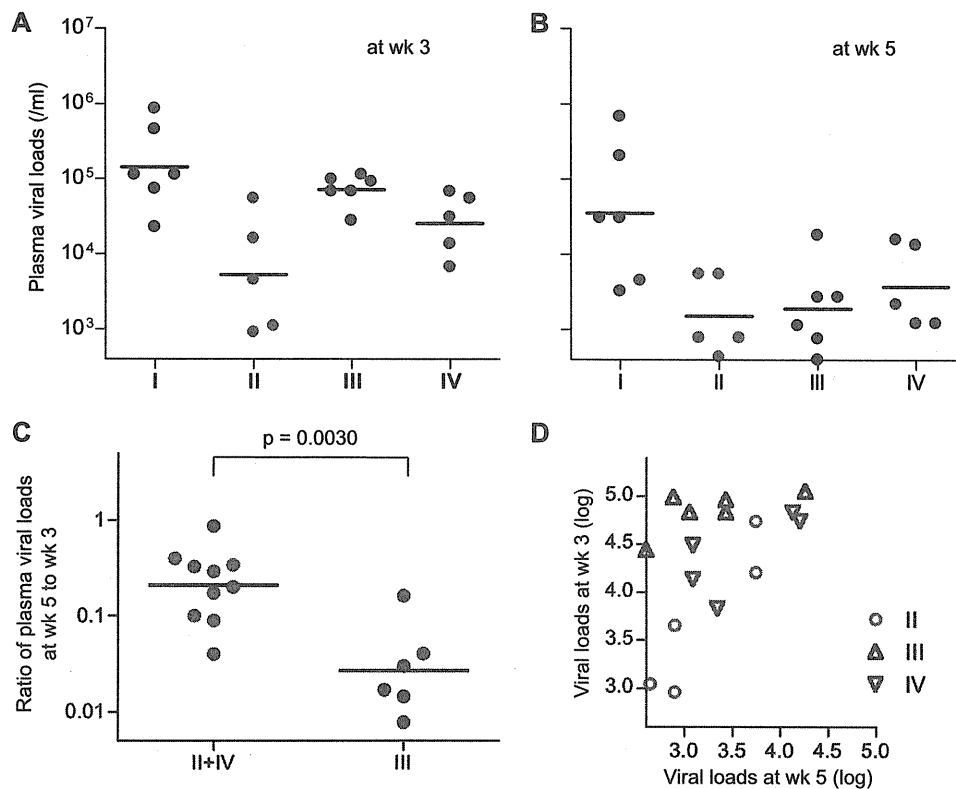 A
at wk 3
Plasma viral loads (/ml)
10⁷
10⁶
10⁵
10⁴
10³
I II III IV
B
at wk 5
I II III IV
C
p = 0.0030
Ratio of plasma viral loads
at wk 5 to wk 3
1
0.1
0.01
II+IV III
D
Viral loads at wk 3 (log)
5.0
4.5
4.0
3.5
3.0
3.0 3.5 4.0 4.5 5.0
Viral loads at wk 5 (log)
II
III
IV